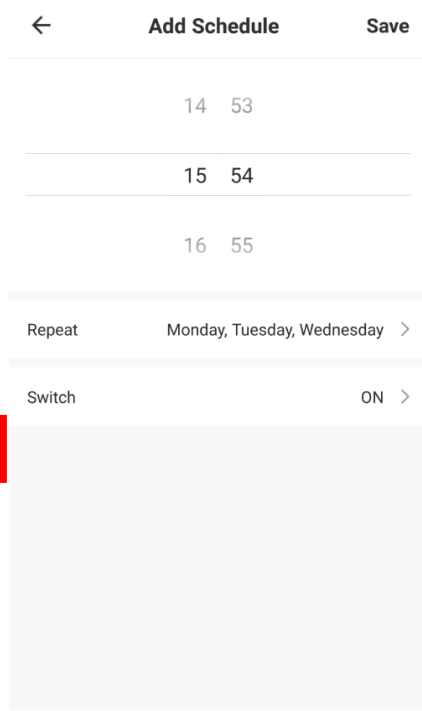 Add Schedule Save
14 53
15 54
16 55
Repeat Monday, Tuesday, Wednesday
Switch ON